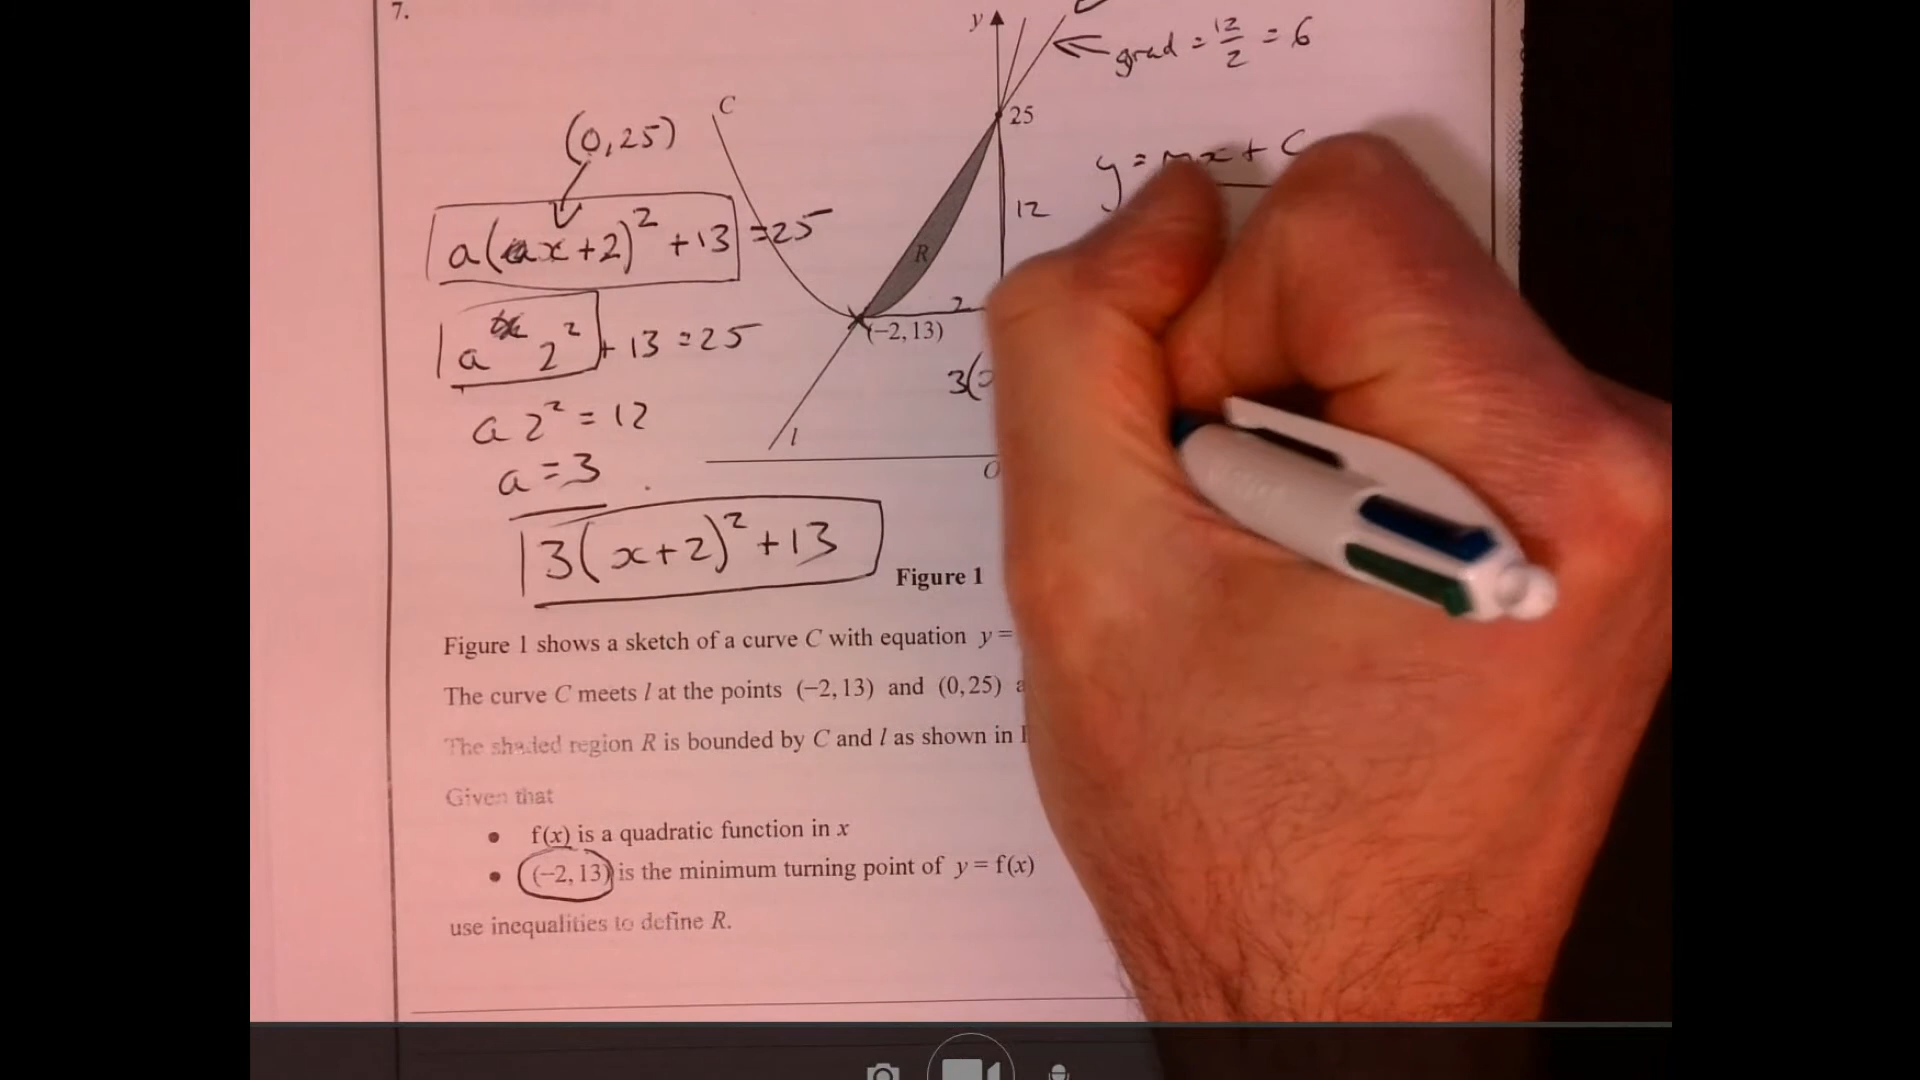 7.
y
grad = 12/2 = 6
C
25
(0,25)
y = mx + C
12
a(x+2)² +13 = 25
R
2
(−2, 13)
a 2² + 13 = 25
3(
a 2² = 12
l
a = 3
O
3(x+2)² +13
Figure 1
Figure 1 shows a sketch of a curve C with equation y =
The curve C meets l at the points (−2, 13) and (0, 25) a
The shaded region R is bounded by C and l as shown in
Given that
• f(x) is a quadratic function in x
• (−2, 13) is the minimum turning point of y = f(x)
use inequalities to define R.